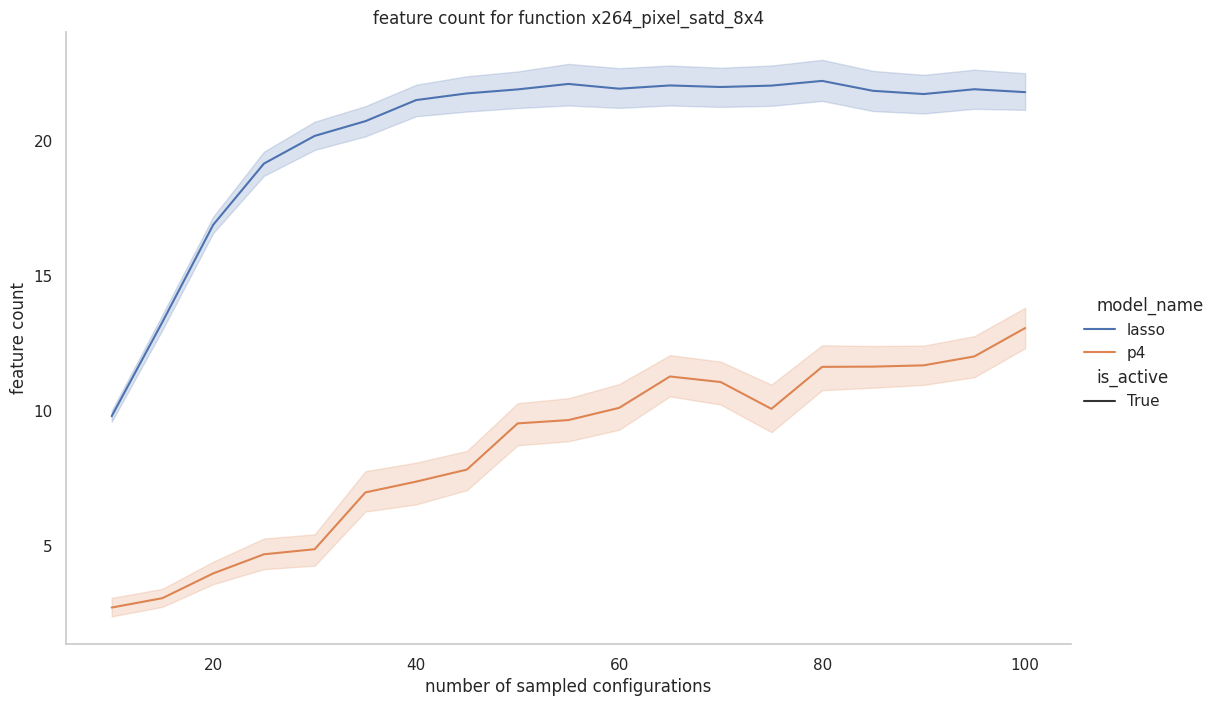 feature count for function x264_pixel_satd_8x4
feature count
20
15
10
5
20
40
60
80
100
number of sampled configurations
model_name
lasso
p4
is_active
True